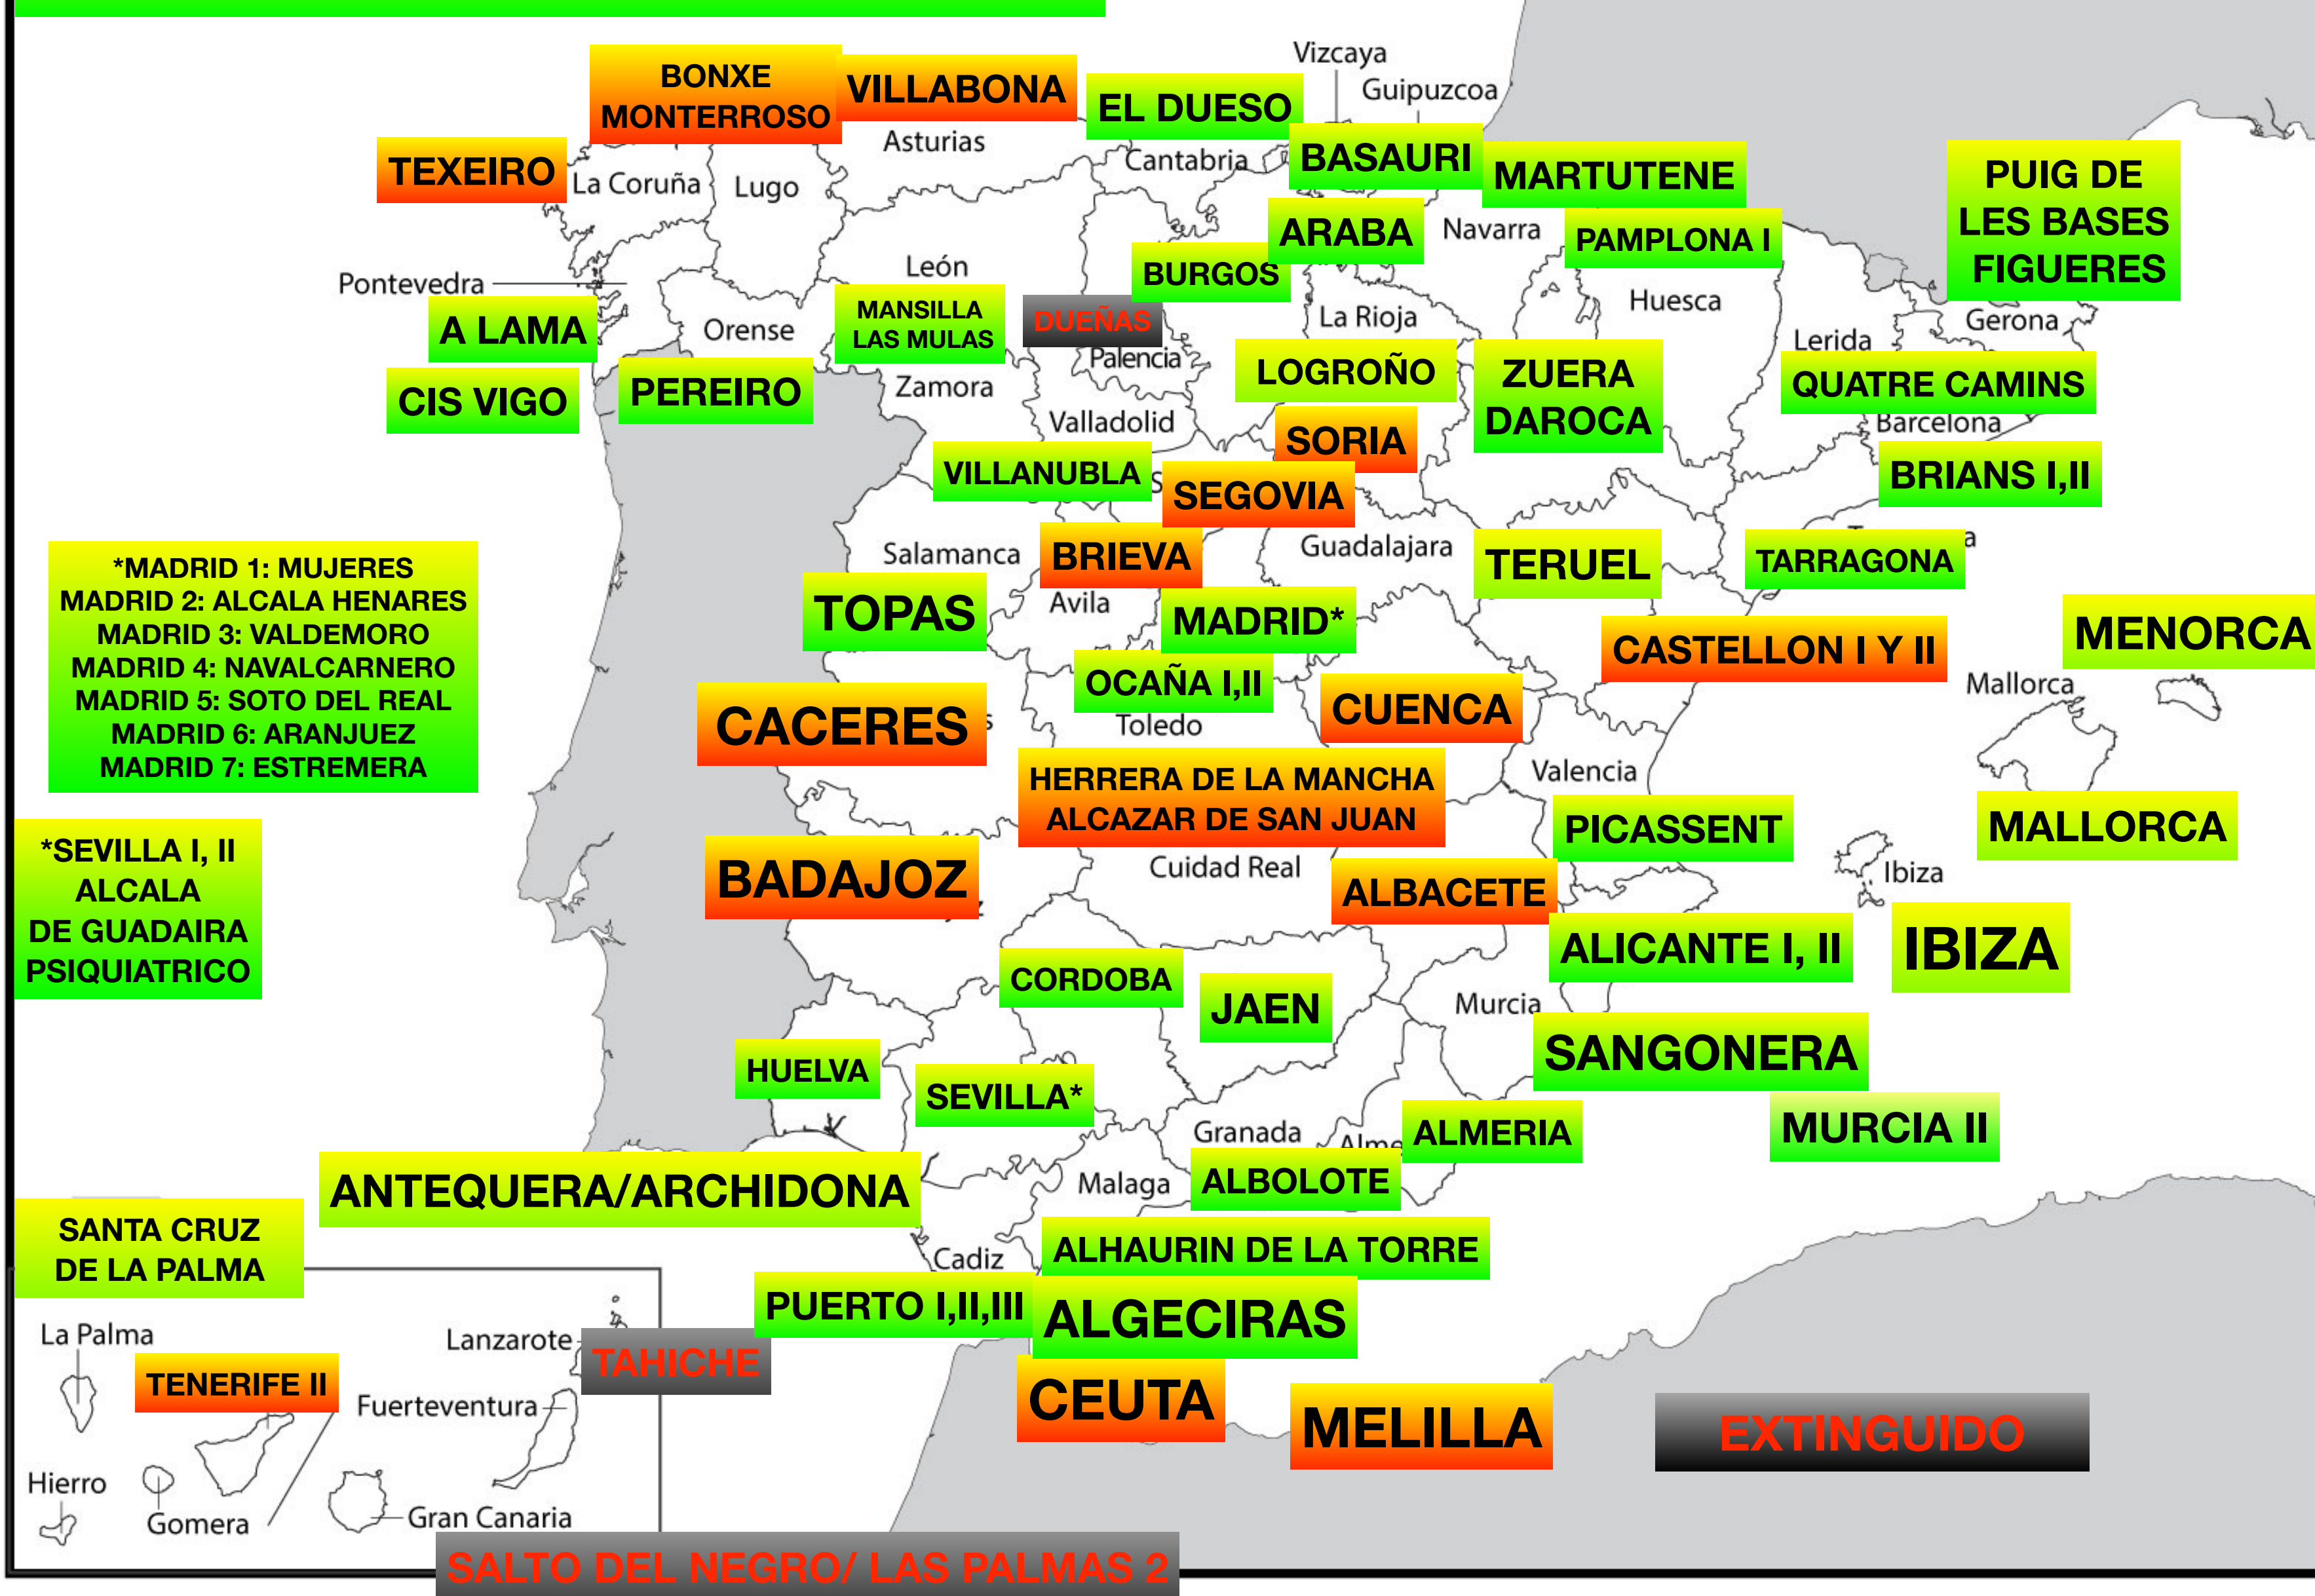 Vizcaya
Guipuzcoa
BONXE
MONTERROSO
VILLABONA
EL DUESO
Asturias
Cantabria
BASAURI
MARTUTENE
PUIG DE
LES BASES
FIGUERES
TEXEIRO
La Coruña
Lugo
ARABA
Navarra
PAMPLONA I
Pontevedra
León
BURGOS
A LAMA
Orense
MANSILLA
LAS MULAS
DUEÑAS
Palencia
La Rioja
Huesca
Gerona
Lerida
CIS VIGO
PEREIRO
Zamora
LOGROÑO
ZUERA
DAROCA
QUATRE CAMINS
Barcelona
Valladolid
SORIA
VILLANUBLA
SEGOVIA
BRIANS I,II
*MADRID 1: MUJERES
MADRID 2: ALCALA HENARES
MADRID 3: VALDEMORO
MADRID 4: NAVALCARNERO
MADRID 5: SOTO DEL REAL
MADRID 6: ARANJUEZ
MADRID 7: ESTREMERA
Salamanca
BRIEVA
Guadalajara
TERUEL
TARRAGONA
TOPAS
Avila
MADRID*
CASTELLON I Y II
MENORCA
OCAÑA I,II
Toledo
CACERES
CUENCA
Mallorca
HERRERA DE LA MANCHA
ALCAZAR DE SAN JUAN
Valencia
PICASSENT
MALLORCA
*SEVILLA I, II
ALCALA
DE GUADAIRA
PSIQUIATRICO
BADAJOZ
Cuidad Real
ALBACETE
Ibiza
ALICANTE I, II
IBIZA
CORDOBA
JAEN
Murcia
SANGONERA
HUELVA
SEVILLA*
Granada
ALMERIA
MURCIA II
ANTEQUERA/ARCHIDONA
Malaga
ALBOLOTE
SANTA CRUZ
DE LA PALMA
Cadiz
ALHAURIN DE LA TORRE
PUERTO I,II,III
ALGECIRAS
La Palma
Lanzarote
TAHICHE
TENERIFE II
Fuerteventura
CEUTA
MELILLA
EXTINGUIDO
Hierro
Gomera
Gran Canaria
SALTO DEL NEGRO/ LAS PALMAS 2